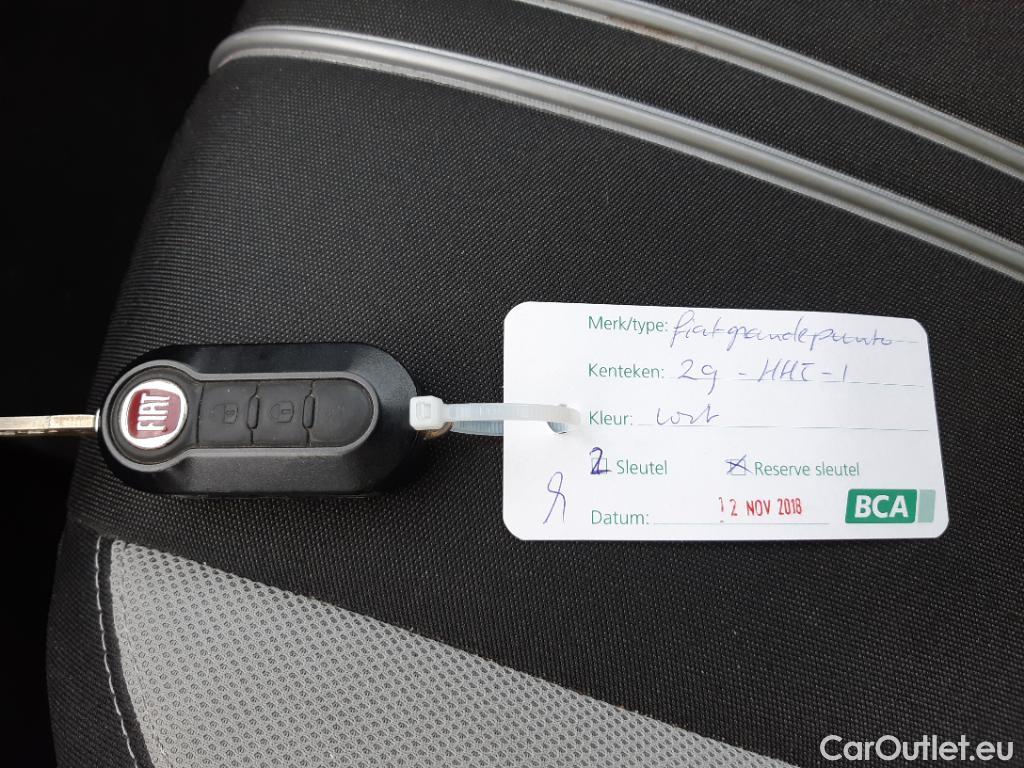 FIAT
Merk/type: fiat grande punto
Kenteken: 29 - HHT - 1
Kleur:
2 Sleutel X Reserve sleutel
Datum: 12 NOV 2018
BCA
CarOutlet.eu